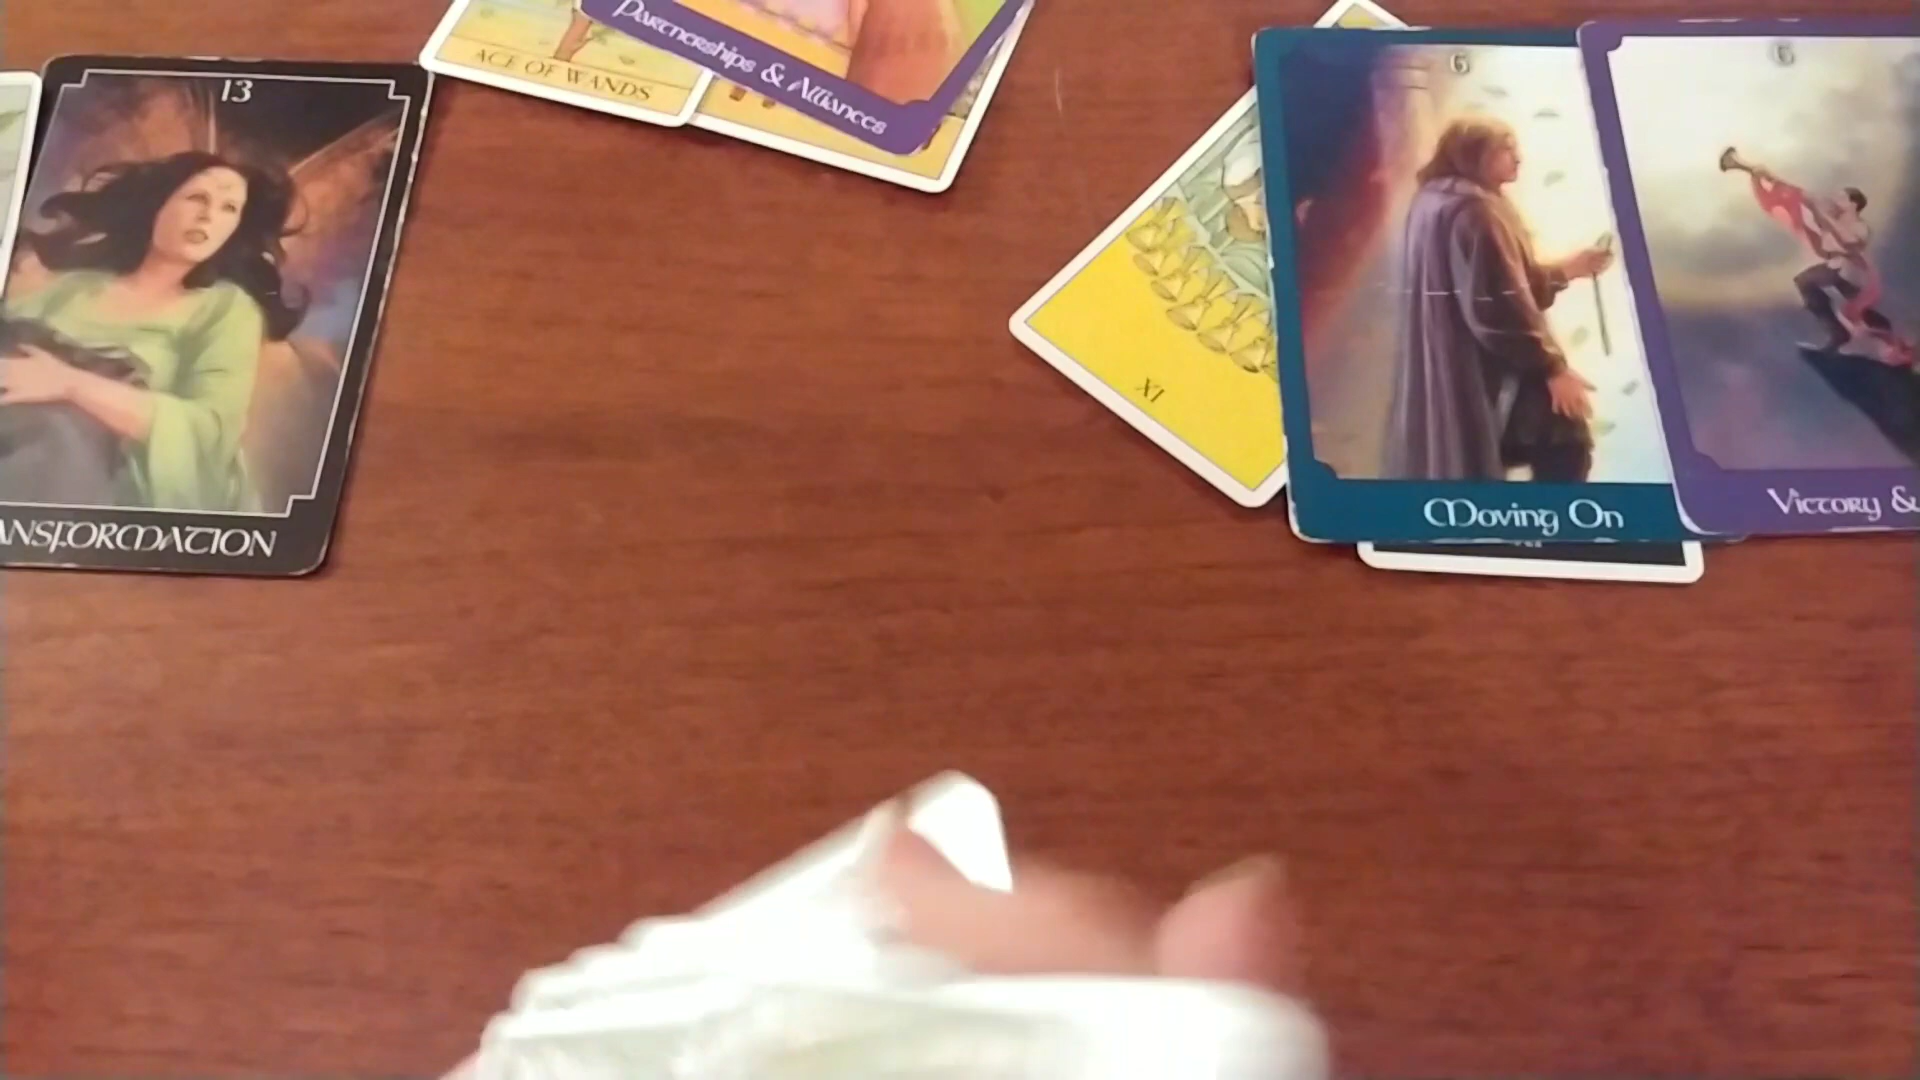 13
ANSFORMATION
ACE OF WANDS
Partnerships & Alliances
XI
6
Moving On
6
Victory &